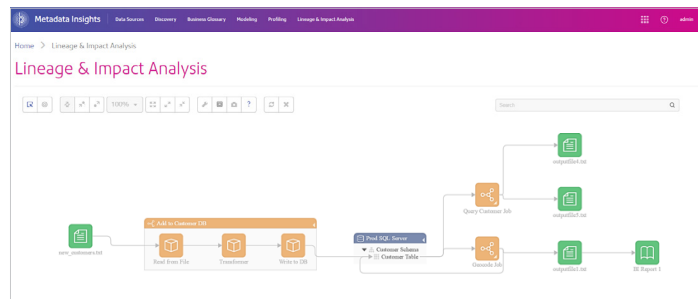 Metadata Insights
Data Sources Discovery Business Glossary Modeling Profiling Lineage & Impact Analysis
admin
Home > Lineage & Impact Analysis
Lineage & Impact Analysis
100%
?
Search
outputfile4.txt
Query Customer Job
outputfile3.txt
Add to Customer DB
new_customers.txt
Read from File
Transformer
Write to DB
Prod SQL Server
Customer Schema
Customer Table
Geocode Job
outputfile1.txt
BI Report 1